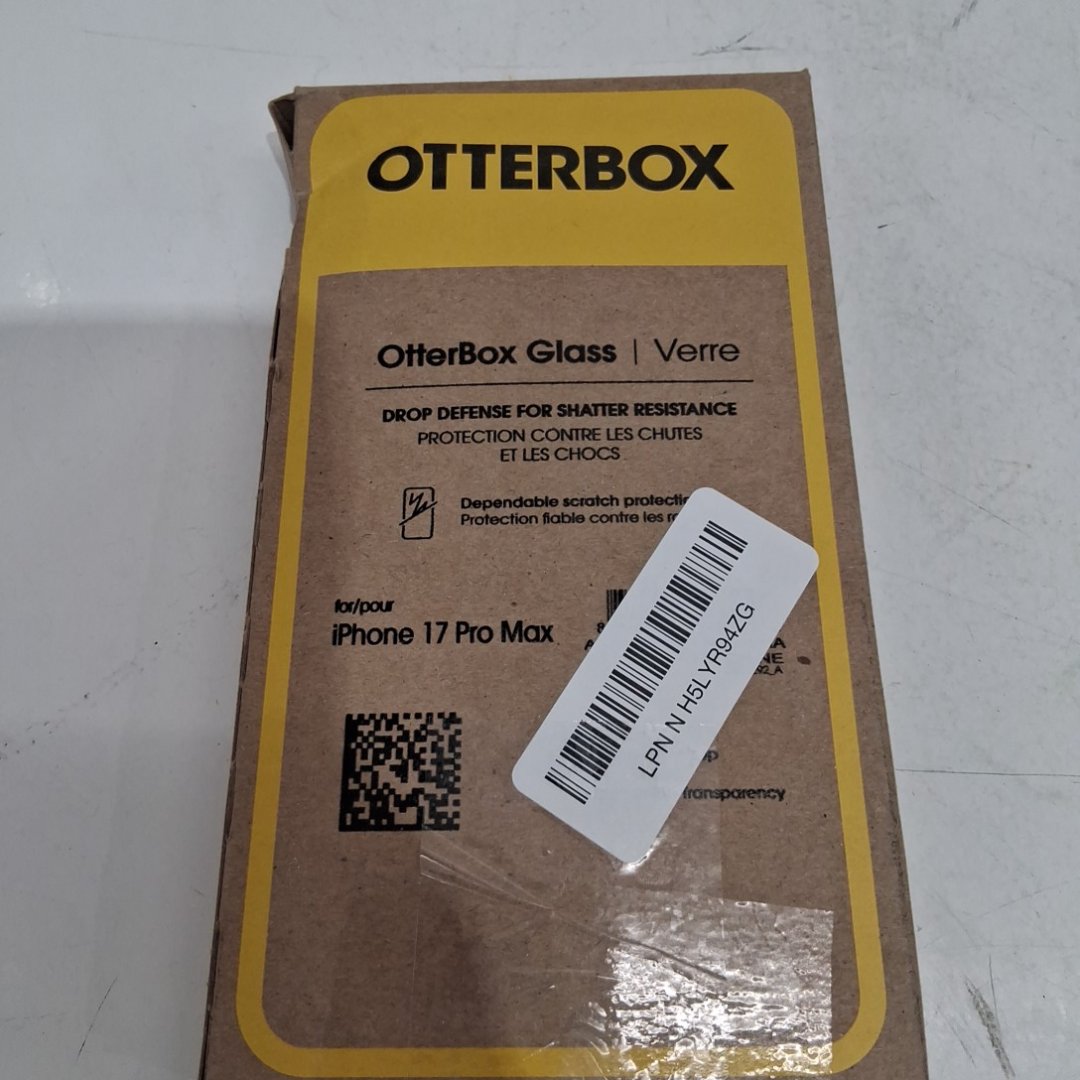 OTTERBOX
OtterBox Glass | Verre
DROP DEFENSE FOR SHATTER RESISTANCE
PROTECTION CONTRE LES CHUTES
ET LES CHOCS
Dependable scratch
Protection fiable contre les
for/pour
iPhone 17 Pro Max
LPN N H5LYR94ZG
Transparency